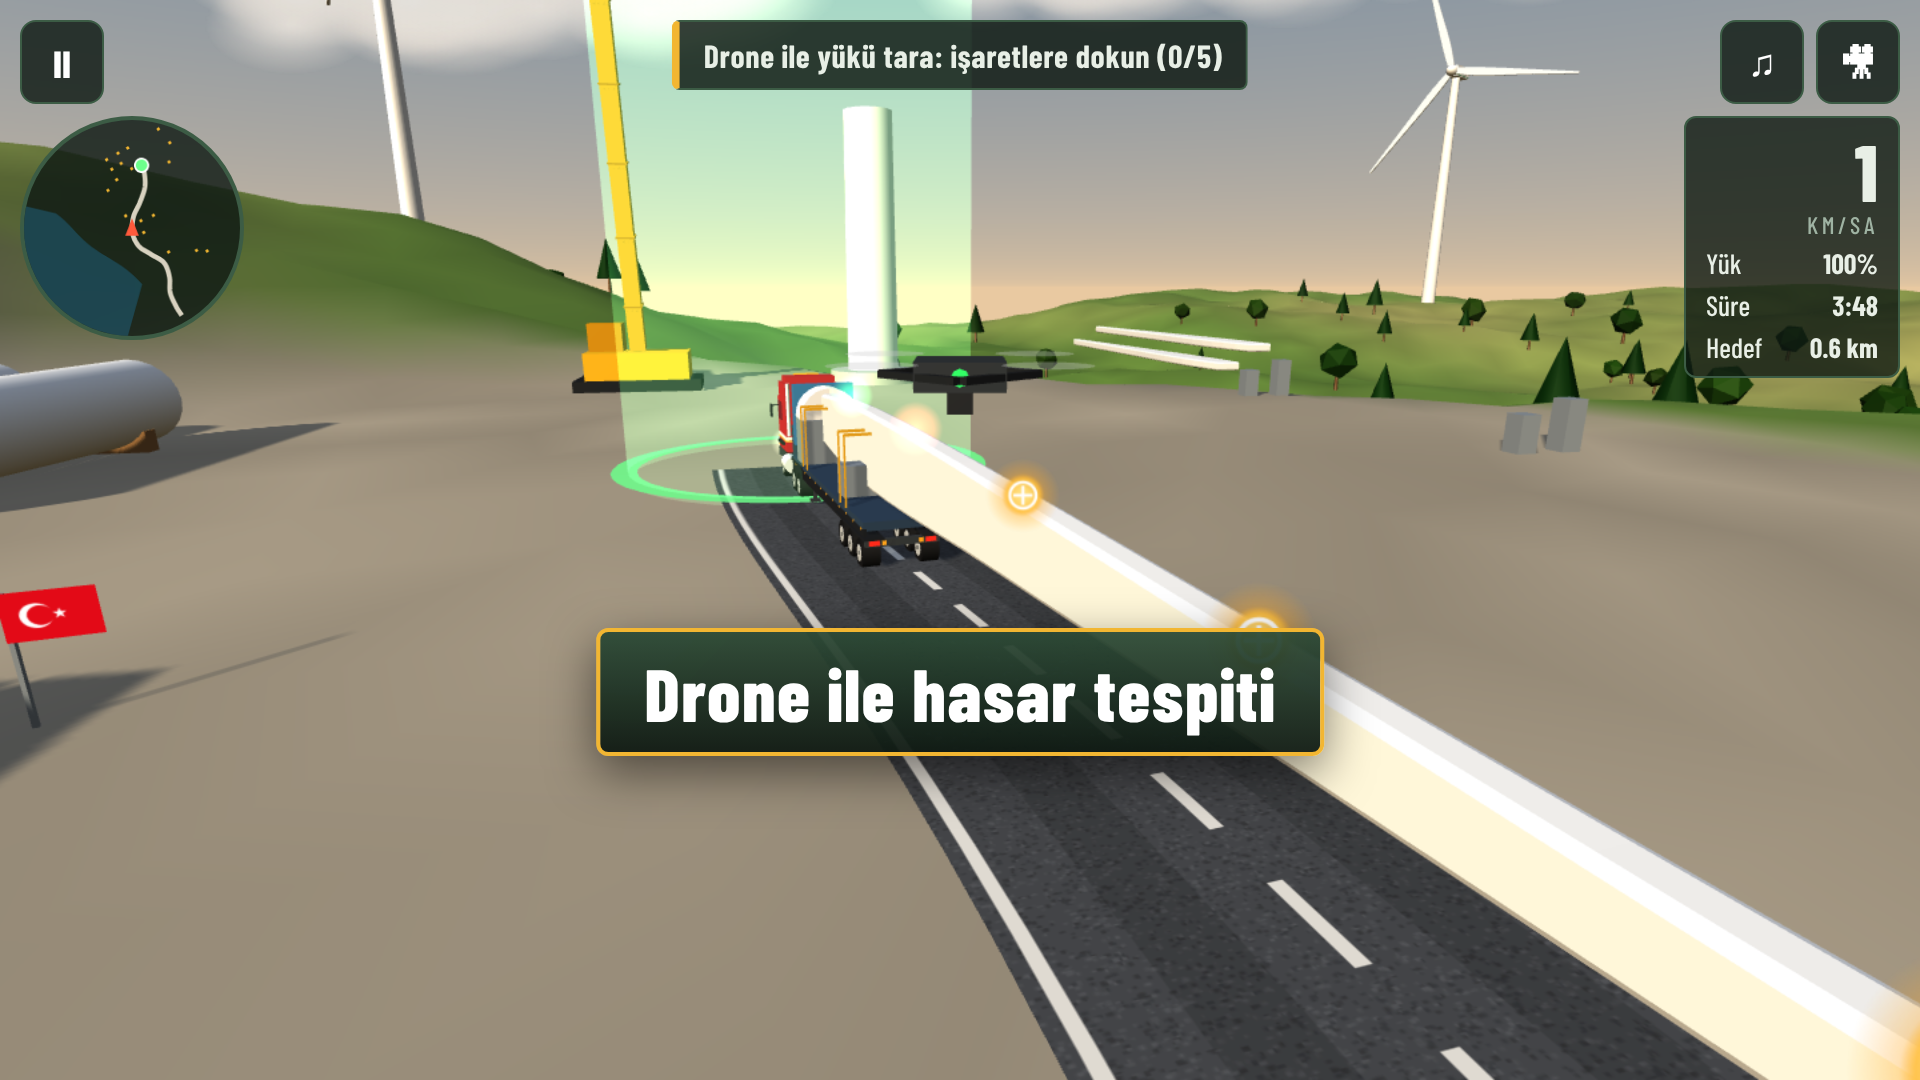 Drone ile yükü tara: işaretlere dokun (0/5)
1
KM/SA
Yük 100%
Süre 3:48
Hedef 0.6 km
Drone ile hasar tespiti